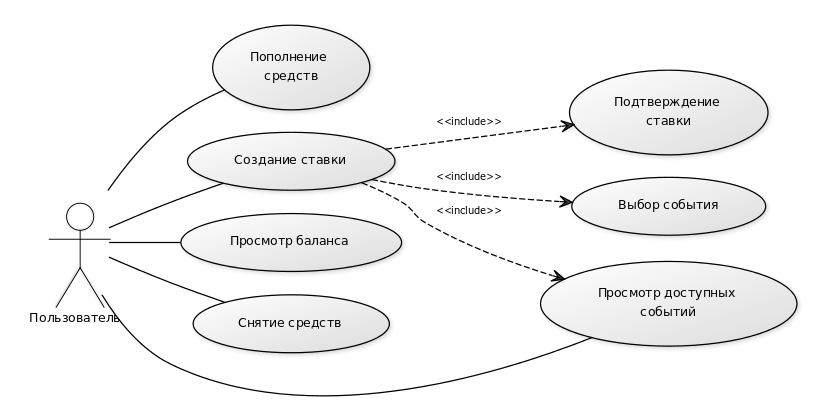 Пополнение
средств
Подтверждение
ставки
<<include>>
Создание ставки
<<include>>
Выбор события
<<include>>
Просмотр баланса
Просмотр доступных
событий
Пользователь
Снятие средств